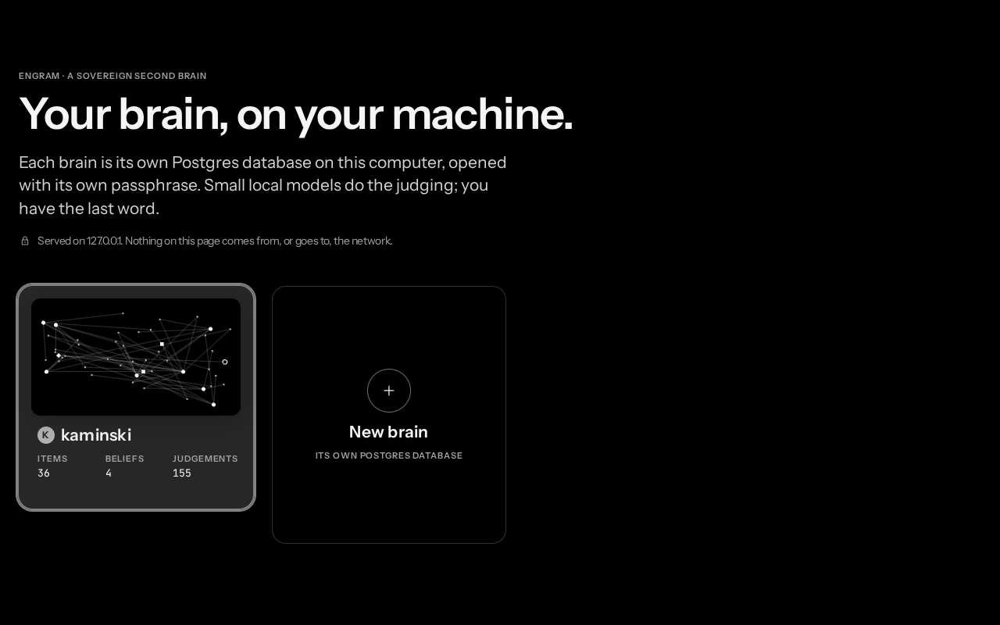 ENGRAM · A SOVEREIGN SECOND BRAIN
Your brain, on your machine.
Each brain is its own Postgres database on this computer, opened
with its own passphrase. Small local models do the judging; you
have the last word.
Served on 127.0.0.1. Nothing on this page comes from, or goes to, the network.
K kaminski
ITEMS BELIEFS JUDGEMENTS
36 4 155
New brain
ITS OWN POSTGRES DATABASE